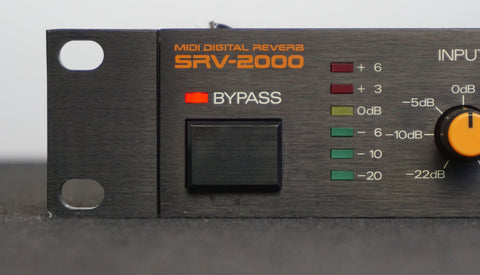 MIDI DIGITAL REVERB
SRV-2000
BYPASS
+ 6
+ 3
0dB
- 6
- 10
-20
INPUT
0dB
-5dB
-10dB
-22dB